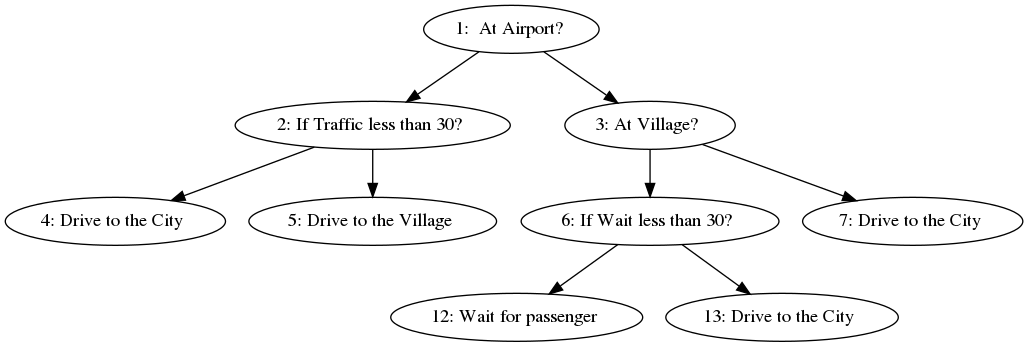 1:  At Airport?
2: If Traffic less than 30?
3: At Village?
4: Drive to the City
5: Drive to the Village
6: If Wait less than 30?
7: Drive to the City
12: Wait for passenger
13: Drive to the City